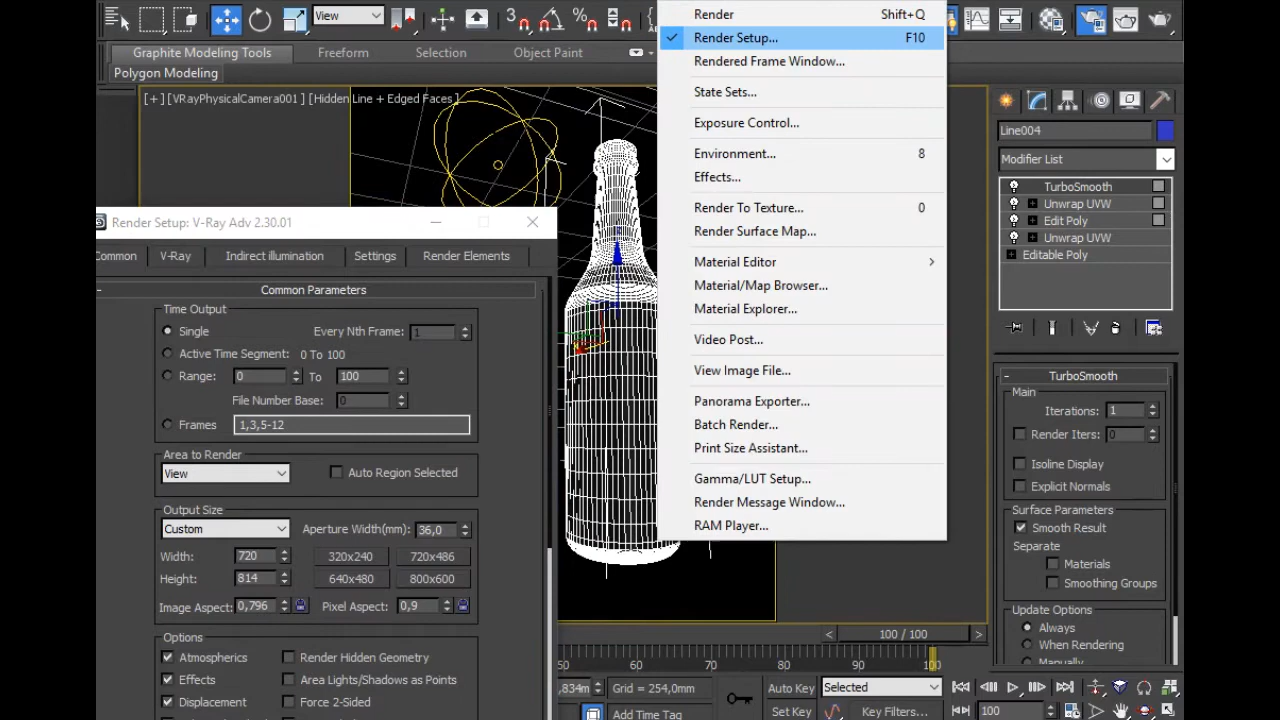 View
Render Shift+Q
Render Setup... F10
Rendered Frame Window...
State Sets...
Exposure Control...
Environment... 8
Effects...
Render To Texture... 0
Render Surface Map...
Material Editor
Material/Map Browser...
Material Explorer...
Video Post...
View Image File...
Panorama Exporter...
Batch Render...
Print Size Assistant...
Gamma/LUT Setup...
Render Message Window...
RAM Player...
Graphite Modeling Tools Freeform Selection Object Paint
Polygon Modeling
[+] [VRayPhysicalCamera001] [Hidden Line + Edged Faces]
Render Setup: V-Ray Adv 2.30.01
Common V-Ray Indirect illumination Settings Render Elements
Common Parameters
Time Output
Single Every Nth Frame: 1
Active Time Segment: 0 To 100
Range: 0 To 100
File Number Base: 0
Frames 1,3,5-12
Area to Render
View Auto Region Selected
Output Size
Custom Aperture Width(mm): 36,0
Width: 720 320x240 720x486
Height: 814 640x480 800x600
Image Aspect: 0,796 Pixel Aspect: 0,9
Options
Atmospherics Render Hidden Geometry
Effects Area Lights/Shadows as Points
Displacement Force 2-Sided
Line004
Modifier List
TurboSmooth
Unwrap UVW
Edit Poly
Unwrap UVW
Editable Poly
TurboSmooth
Main
Iterations: 1
Render Iters: 0
Isoline Display
Explicit Normals
Surface Parameters
Smooth Result
Separate
Materials
Smoothing Groups
Update Options
Always
When Rendering
Manually
< 100 / 100 >
50 60 70 80 90 100
,834m Grid = 254,0mm Auto Key Selected
Add Time Tag Set Key Key Filters... 100